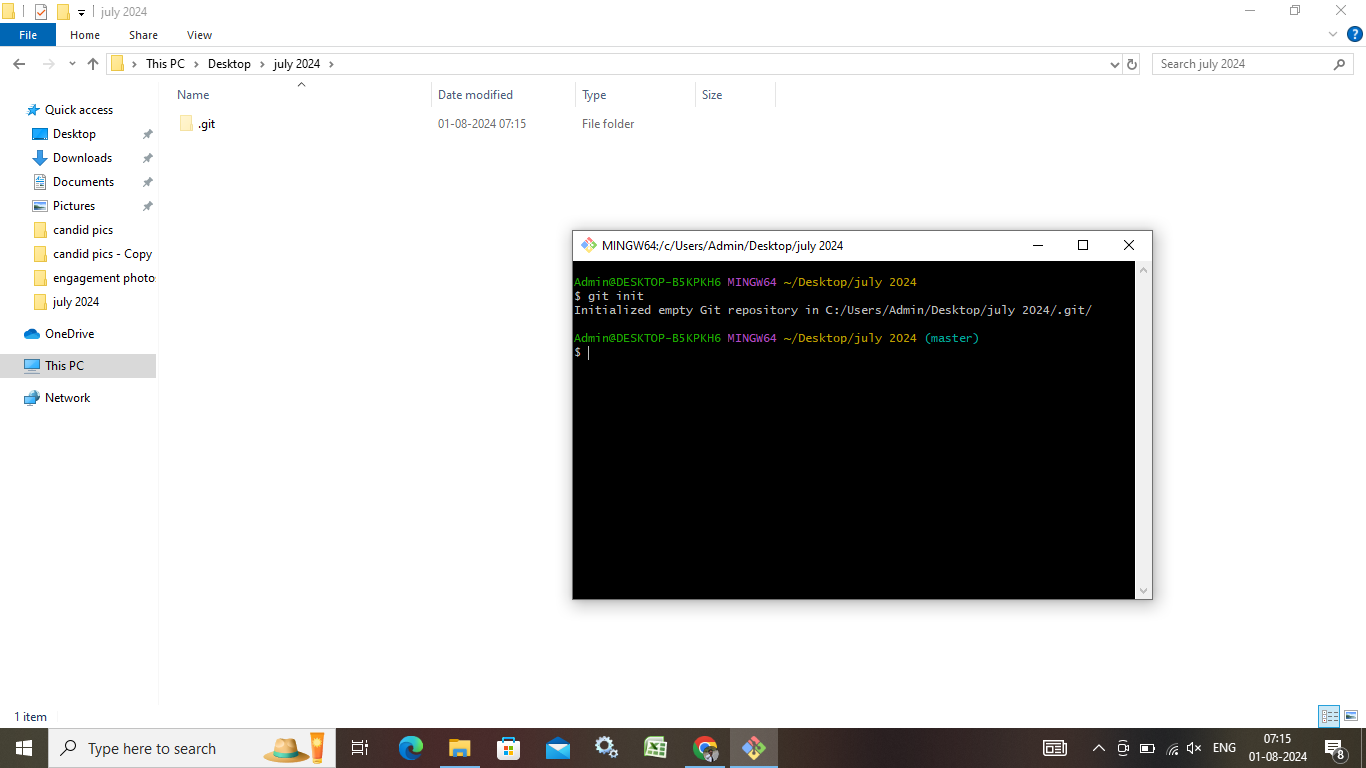 july 2024
File Home Share View
This PC Desktop july 2024
Search july 2024
Name Date modified Type Size
.git 01-08-2024 07:15 File folder
Quick access
Desktop
Downloads
Documents
Pictures
candid pics
candid pics - Copy
engagement photos
july 2024
OneDrive
This PC
Network
MINGW64:/c/Users/Admin/Desktop/july 2024
Admin@DESKTOP-B5KPKH6 MINGW64 ~/Desktop/july 2024
$ git init
Initialized empty Git repository in C:/Users/Admin/Desktop/july 2024/.git/
Admin@DESKTOP-B5KPKH6 MINGW64 ~/Desktop/july 2024 (master)
$
1 item
Type here to search
ENG
07:15
01-08-2024
8